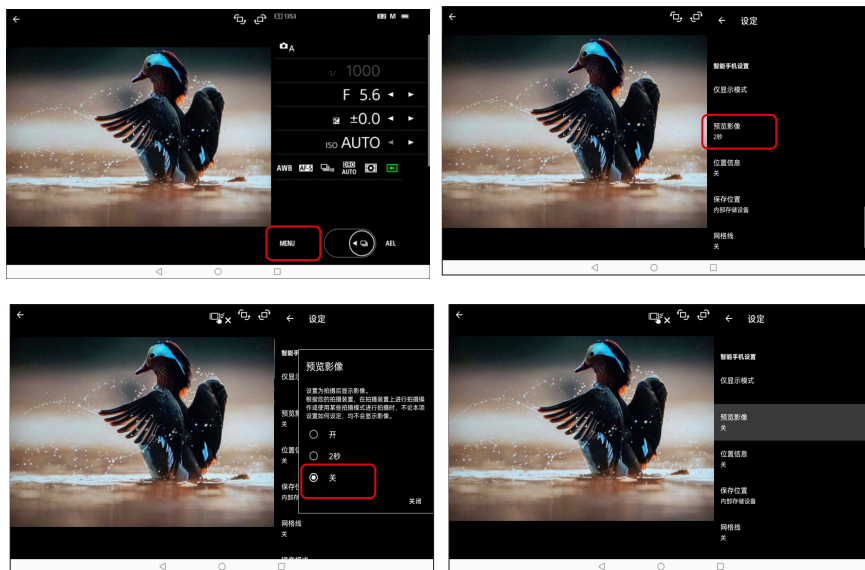 1353 M
A
1/ 1000
F 5.6
±0.0
ISO AUTO
AWB AF-S HI DRO AUTO
MENU
AEL
设定
智能手机设置
仅显示模式
预览影像
2秒
位置信息
关
保存位置
内部存储设备
网格线
关
设定
智能手
仅显
预览影像
设置为拍摄后显示影像。
根据您的拍摄装置，在拍摄装置上进行拍摄操
作或使用某些拍摄模式进行拍摄时，不论本项
设置如何设定，均不会显示影像。
预览
关
开
2秒
关
位置信
关
保存位
内部存
关闭
网格线
关
设定
智能手机设置
仅显示模式
预览影像
关
位置信息
关
保存位置
内部存储设备
网格线
关